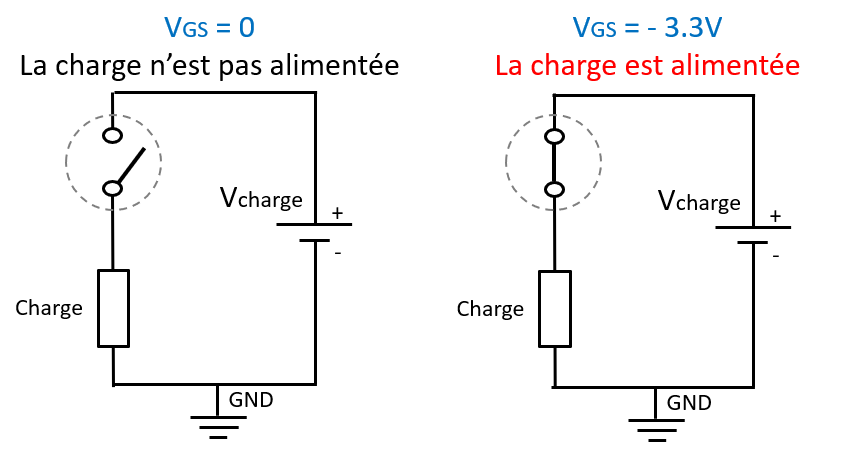 VGS = 0
La charge n'est pas alimentée
Vcharge
+
-
Charge
GND
VGS = - 3.3V
La charge est alimentée
Vcharge
+
-
Charge
GND